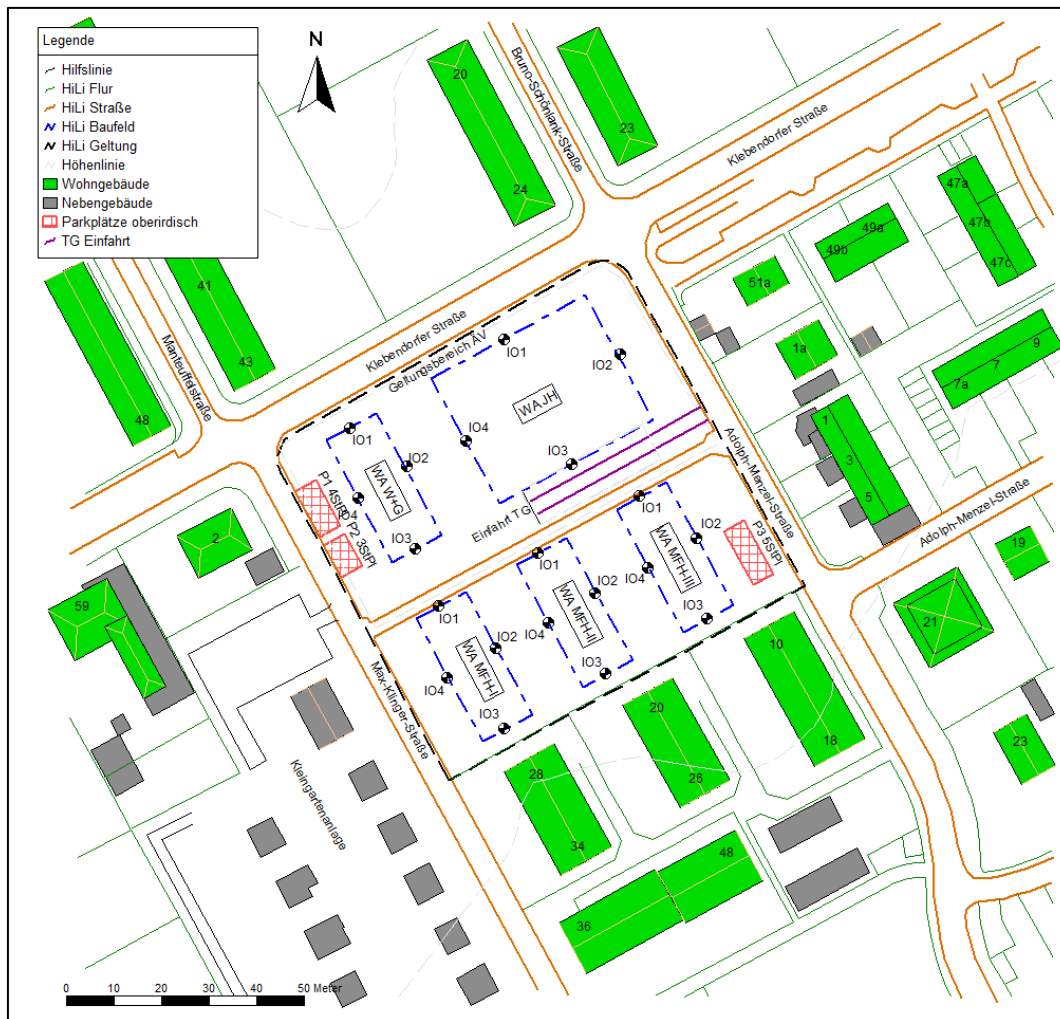 Legende
Hilfslinie
HiLi Flur
HiLi Straße
HiLi Baufeld
HiLi Geltung
Höhenlinie
Wohngebäude
Nebengebäude
Parkplätze oberirdisch
TG Einfahrt
N
20
24
23
Bruno-Schönlank-Straße
Klebendorfer Straße
47a
47b
47c
49a
49b
51a
1a
41
43
48
Manteuffelstraße
Klebendorfer Straße
Geltungsbereich ÄV
IO1
IO2
IO3
IO4
WA JH
IO1
IO2
IO3
WA W+G
P1 4StPl
P2 3StPl
Einfahrt TG
Adolph-Menzel-Straße
7a
7
9
1
3
5
Adolph-Menzel-Straße
19
21
23
IO1
IO2
IO3
IO4
WA MFH-III
P3 5StPl
IO1
IO2
IO3
IO4
WA MFH-II
IO1
IO2
IO3
IO4
WA MFH-I
Max-Klinger-Straße
2
59
Kleingartenanlage
10
18
20
26
28
34
36
48
0 10 20 30 40 50 Meter